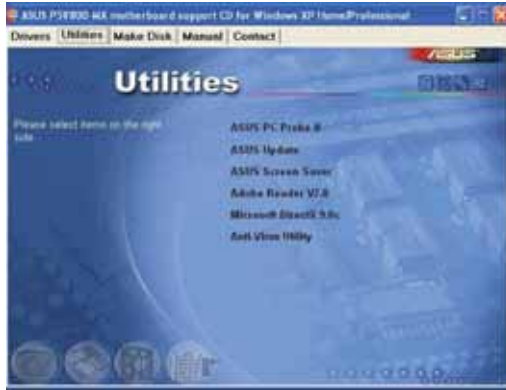 ASUS P5V800-MX motherboard support CD for Windows XP Home/Professional
Drivers Utilities Make Disk Manual Contact
ASUS
Utilities
Please select items on the right
side
ASUS PC Probe II
ASUS Update
ASUS Screen Saver
Adobe Reader V7.0
Microsoft DirectX 9.0c
Anti-Virus Utility